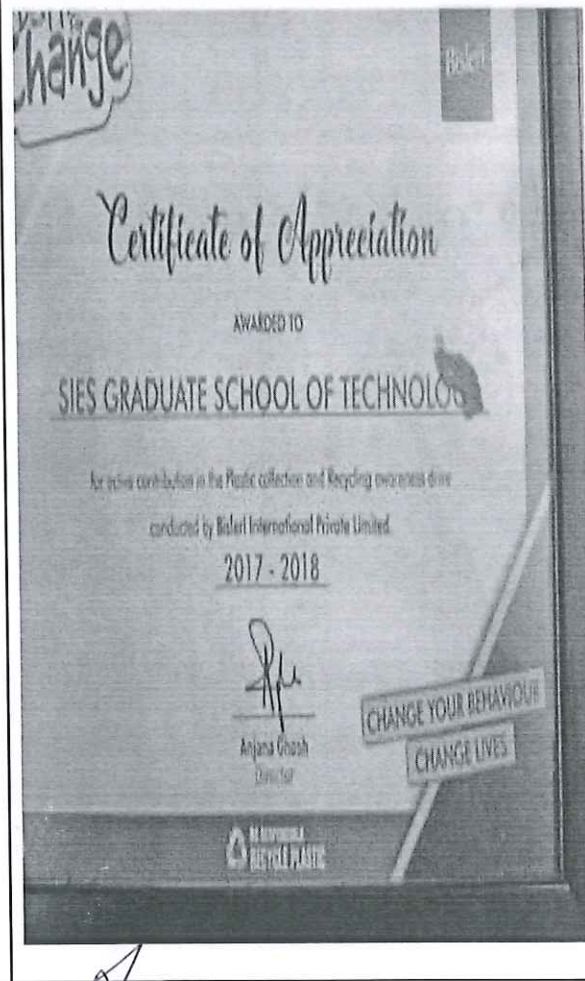 change
Bisleri
Certificate of Appreciation
AWARDED TO
SIES GRADUATE SCHOOL OF TECHNOLO
for active contribution in the Plastic collection and Recycling awareness drive
conducted by Bisleri International Private Limited.
2017 - 2018
Anjana Ghosh
Director
CHANGE YOUR BEHAVIOUR
CHANGE LIVES
RECYCLE PLASTIC